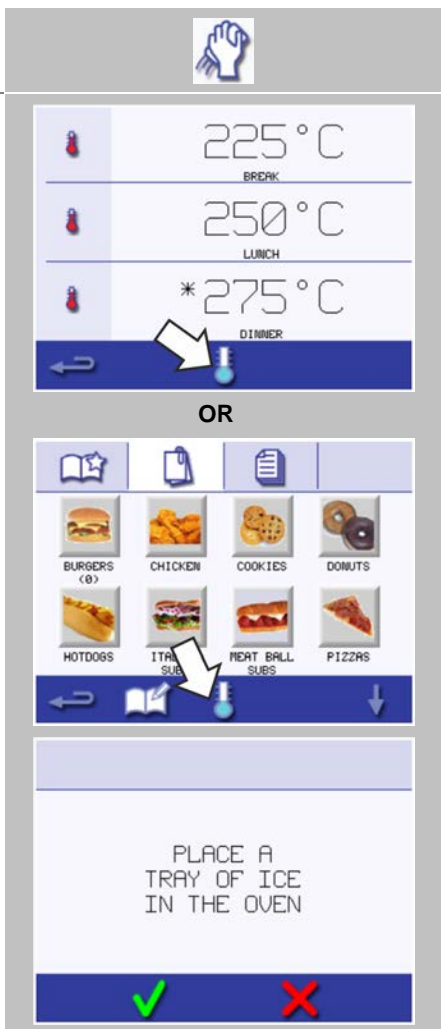 225°C
BREAK
250°C
LUNCH
*275°C
DINNER
OR
BURGERS CHICKEN COOKIES DONUTS
(0)
HOTDOGS MEAT BALL PIZZAS
SUBS
PLACE A
TRAY OF ICE
IN THE OVEN